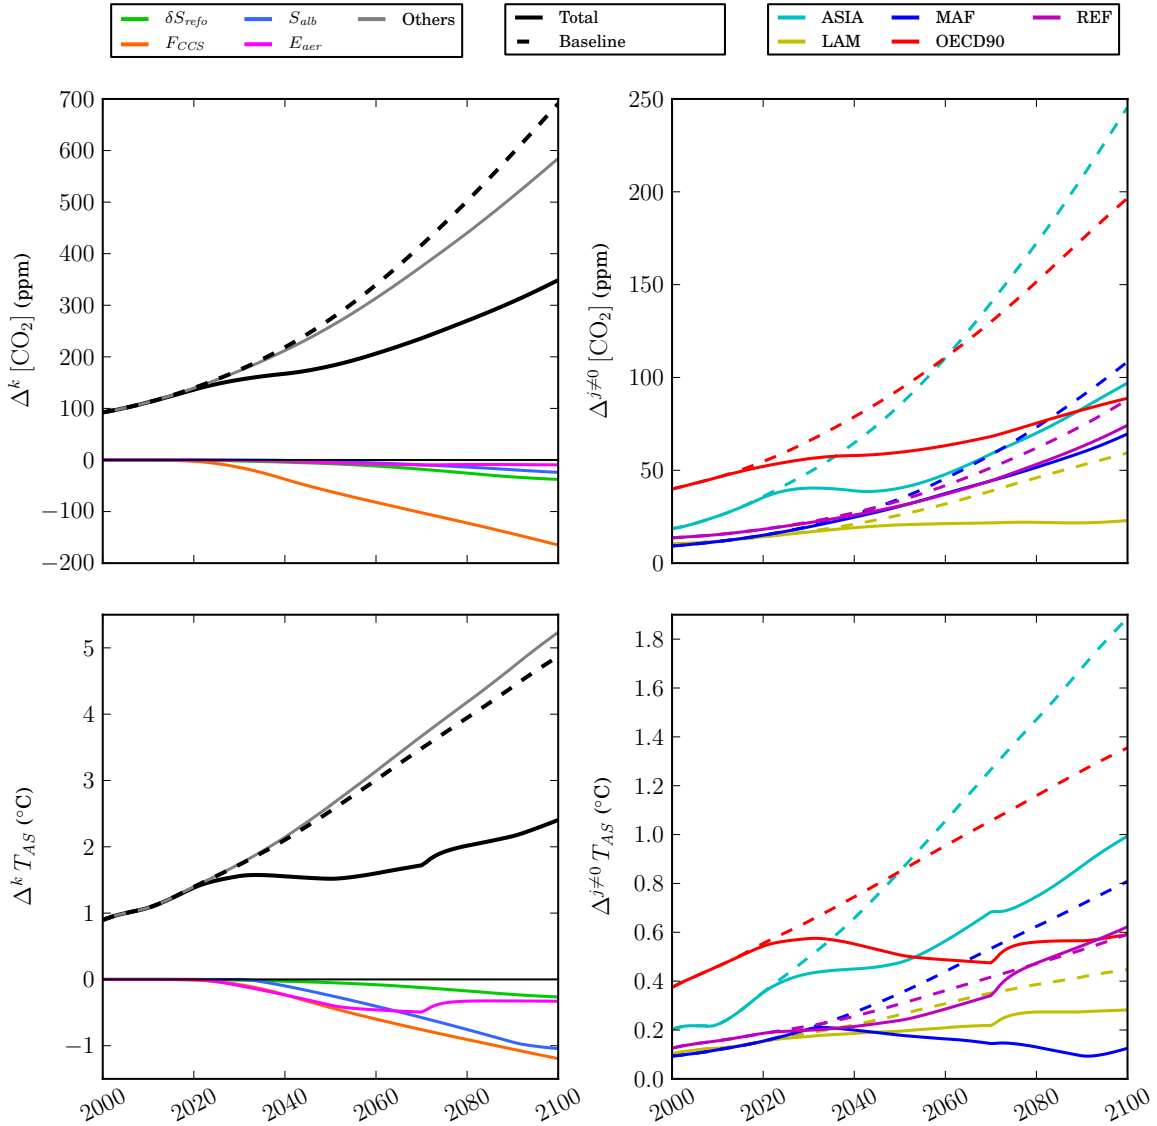 δS_refo S_alb Others
F_CCS E_aer
Total
Baseline
ASIA MAF REF
LAM OECD90
700
600
500
400
300
200
100
0
−100
−200
Δ^k [CO₂] (ppm)
250
200
150
100
50
0
Δ^{j≠0} [CO₂] (ppm)
5
4
3
2
1
0
−1
Δ^k T_AS (°C)
2000 2020 2040 2060 2080 2100
1.8
1.6
1.4
1.2
1.0
0.8
0.6
0.4
0.2
0.0
Δ^{j≠0} T_AS (°C)
2000 2020 2040 2060 2080 2100